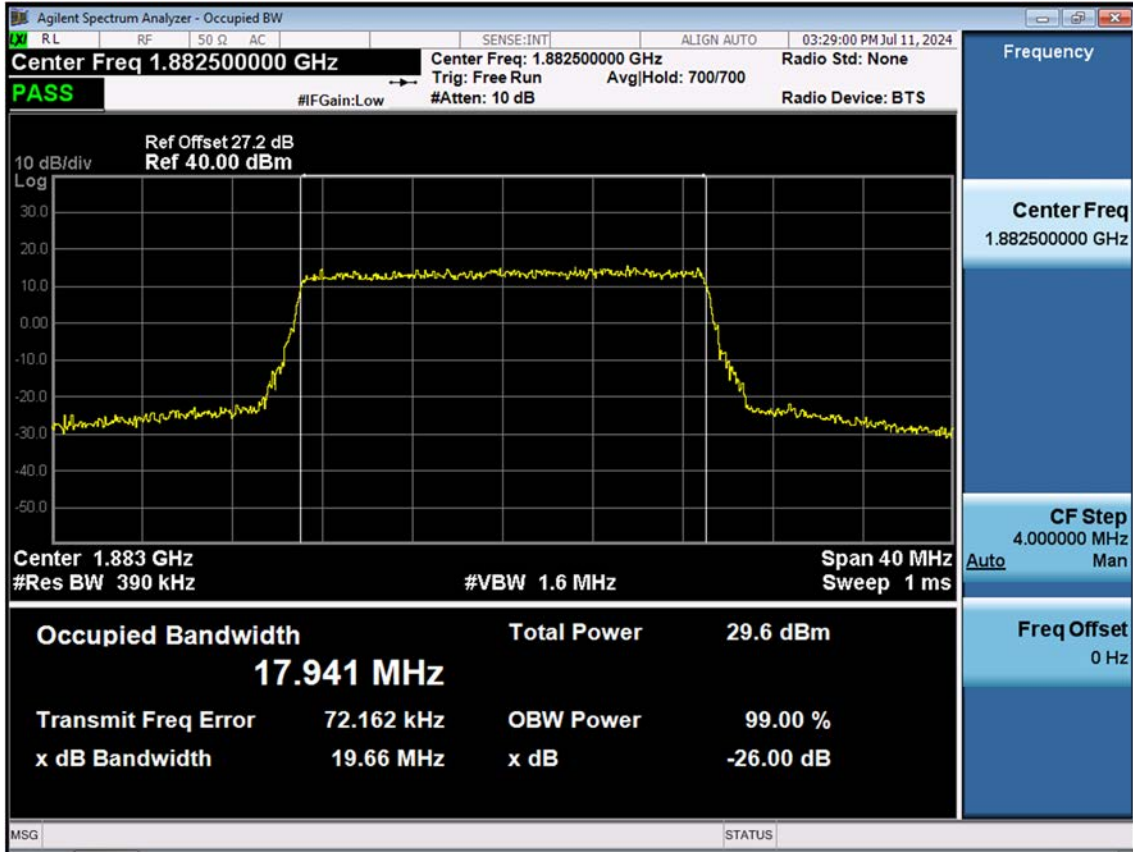 Agilent Spectrum Analyzer - Occupied BW
LXI RL RF 50 Ω AC SENSE:INT ALIGN AUTO 03:29:00 PM Jul 11, 2024
Center Freq 1.882500000 GHz
Center Freq: 1.882500000 GHz
Radio Std: None
Trig: Free Run Avg|Hold: 700/700
PASS
#IFGain:Low
#Atten: 10 dB
Radio Device: BTS
Ref Offset 27.2 dB
10 dB/div Ref 40.00 dBm
Log
30.0
20.0
10.0
0.00
-10.0
-20.0
-30.0
-40.0
-50.0
Center 1.883 GHz Span 40 MHz
#Res BW 390 kHz #VBW 1.6 MHz Sweep 1 ms
Occupied Bandwidth Total Power 29.6 dBm
17.941 MHz
Transmit Freq Error 72.162 kHz OBW Power 99.00 %
x dB Bandwidth 19.66 MHz x dB -26.00 dB
MSG STATUS
Frequency
Center Freq
1.882500000 GHz
CF Step
4.000000 MHz
Auto Man
Freq Offset
0 Hz